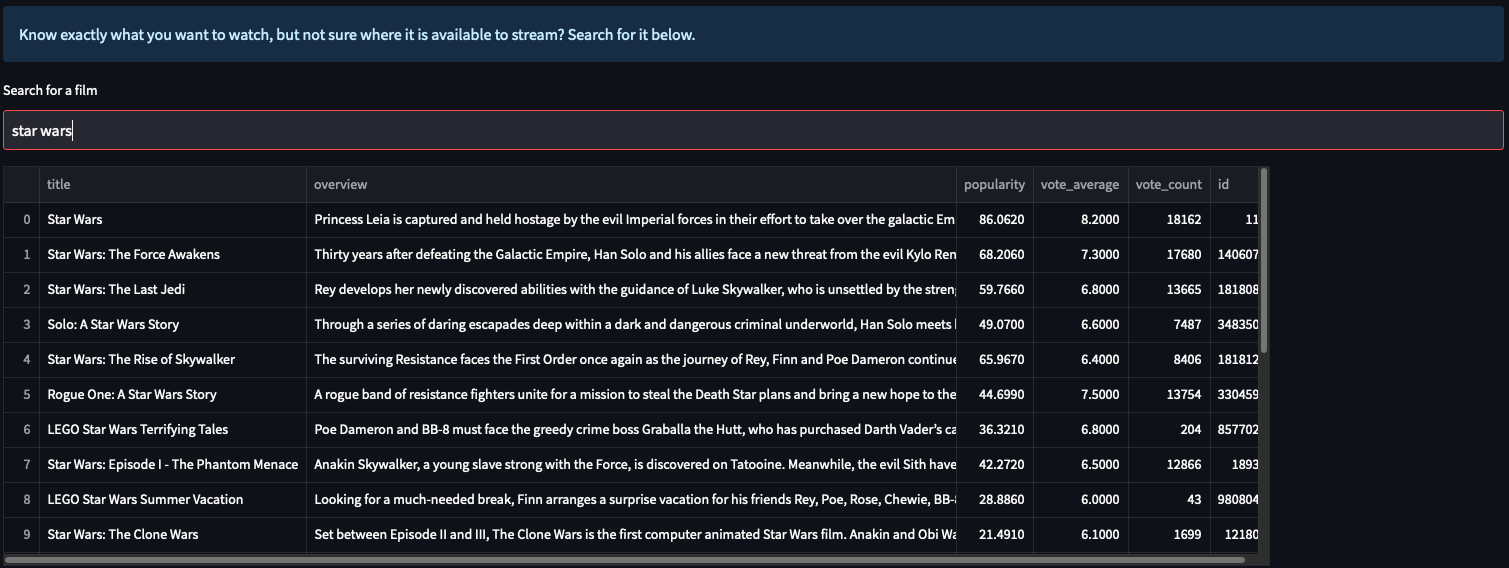 Know exactly what you want to watch, but not sure where it is available to stream? Search for it below.
Search for a film
star wars
title overview popularity vote_average vote_count id
0 Star Wars Princess Leia is captured and held hostage by the evil Imperial forces in their effort to take over the galactic Em 86.0620 8.2000 18162 11
1 Star Wars: The Force Awakens Thirty years after defeating the Galactic Empire, Han Solo and his allies face a new threat from the evil Kylo Ren 68.2060 7.3000 17680 140607
2 Star Wars: The Last Jedi Rey develops her newly discovered abilities with the guidance of Luke Skywalker, who is unsettled by the streng 59.7660 6.8000 13665 181808
3 Solo: A Star Wars Story Through a series of daring escapades deep within a dark and dangerous criminal underworld, Han Solo meets 49.0700 6.6000 7487 348350
4 Star Wars: The Rise of Skywalker The surviving Resistance faces the First Order once again as the journey of Rey, Finn and Poe Dameron continue 65.9670 6.4000 8406 181812
5 Rogue One: A Star Wars Story A rogue band of resistance fighters unite for a mission to steal the Death Star plans and bring a new hope to the 44.6990 7.5000 13754 330459
6 LEGO Star Wars Terrifying Tales Poe Dameron and BB-8 must face the greedy crime boss Graballa the Hutt, who has purchased Darth Vader’s ca 36.3210 6.8000 204 857702
7 Star Wars: Episode I - The Phantom Menace Anakin Skywalker, a young slave strong with the Force, is discovered on Tatooine. Meanwhile, the evil Sith have 42.2720 6.5000 12866 1893
8 LEGO Star Wars Summer Vacation Looking for a much-needed break, Finn arranges a surprise vacation for his friends Rey, Poe, Rose, Chewie, BB-8 28.8860 6.0000 43 980804
9 Star Wars: The Clone Wars Set between Episode II and III, The Clone Wars is the first computer animated Star Wars film. Anakin and Obi Wa 21.4910 6.1000 1699 12180